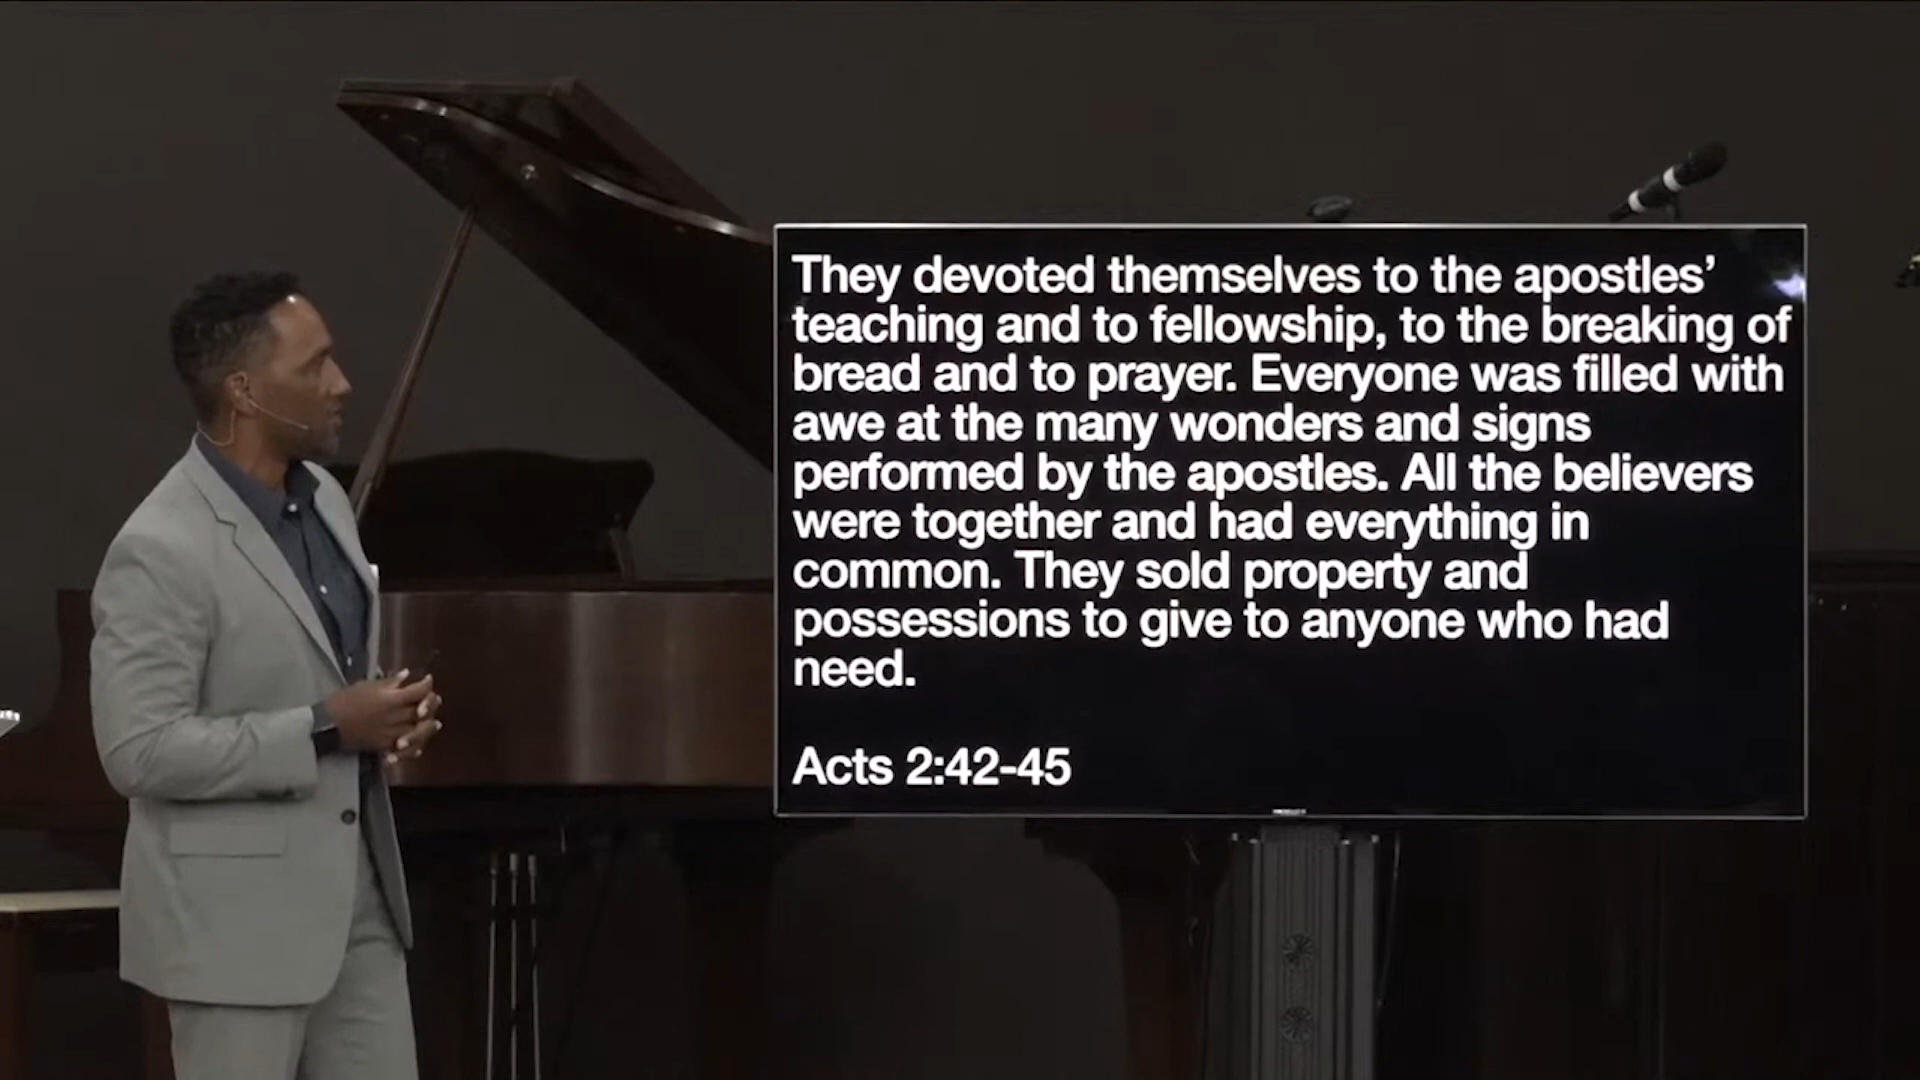 They devoted themselves to the apostles’
teaching and to fellowship, to the breaking of
bread and to prayer. Everyone was filled with
awe at the many wonders and signs
performed by the apostles. All the believers
were together and had everything in
common. They sold property and
possessions to give to anyone who had
need.
Acts 2:42-45